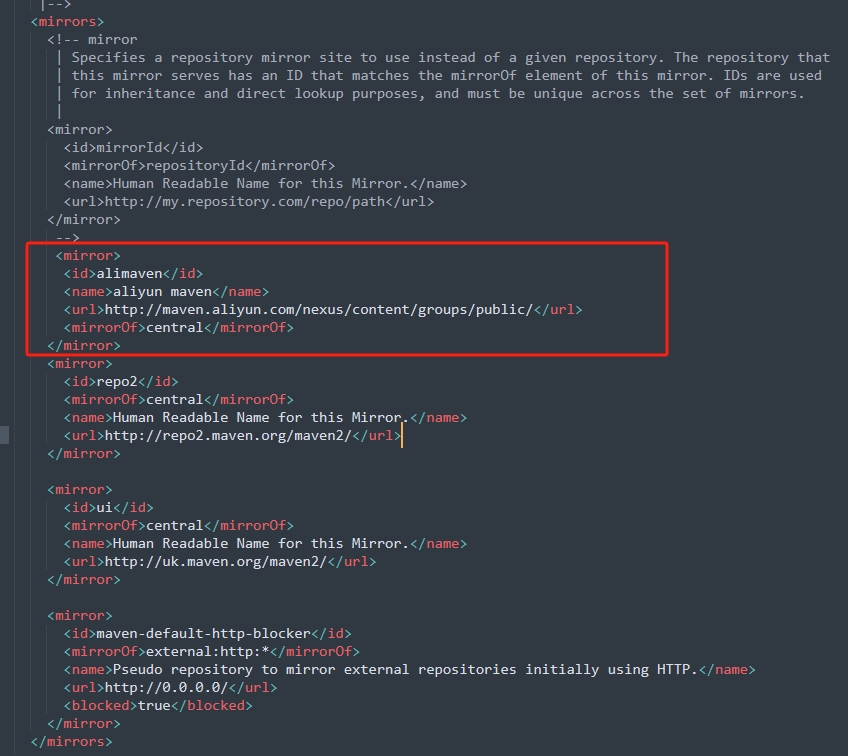 |-->
<mirrors>
<!-- mirror
| Specifies a repository mirror site to use instead of a given repository. The repository that
| this mirror serves has an ID that matches the mirrorOf element of this mirror. IDs are used
| for inheritance and direct lookup purposes, and must be unique across the set of mirrors.
|
<mirror>
<id>mirrorId</id>
<mirrorOf>repositoryId</mirrorOf>
<name>Human Readable Name for this Mirror.</name>
<url>http://my.repository.com/repo/path</url>
</mirror>
-->
<mirror>
<id>alimaven</id>
<name>aliyun maven</name>
<url>http://maven.aliyun.com/nexus/content/groups/public/</url>
<mirrorOf>central</mirrorOf>
</mirror>
<mirror>
<id>repo2</id>
<mirrorOf>central</mirrorOf>
<name>Human Readable Name for this Mirror.</name>
<url>http://repo2.maven.org/maven2/</url>
</mirror>
<mirror>
<id>ui</id>
<mirrorOf>central</mirrorOf>
<name>Human Readable Name for this Mirror.</name>
<url>http://uk.maven.org/maven2/</url>
</mirror>
<mirror>
<id>maven-default-http-blocker</id>
<mirrorOf>external:http:*</mirrorOf>
<name>Pseudo repository to mirror external repositories initially using HTTP.</name>
<url>http://0.0.0.0/</url>
<blocked>true</blocked>
</mirror>
</mirrors>